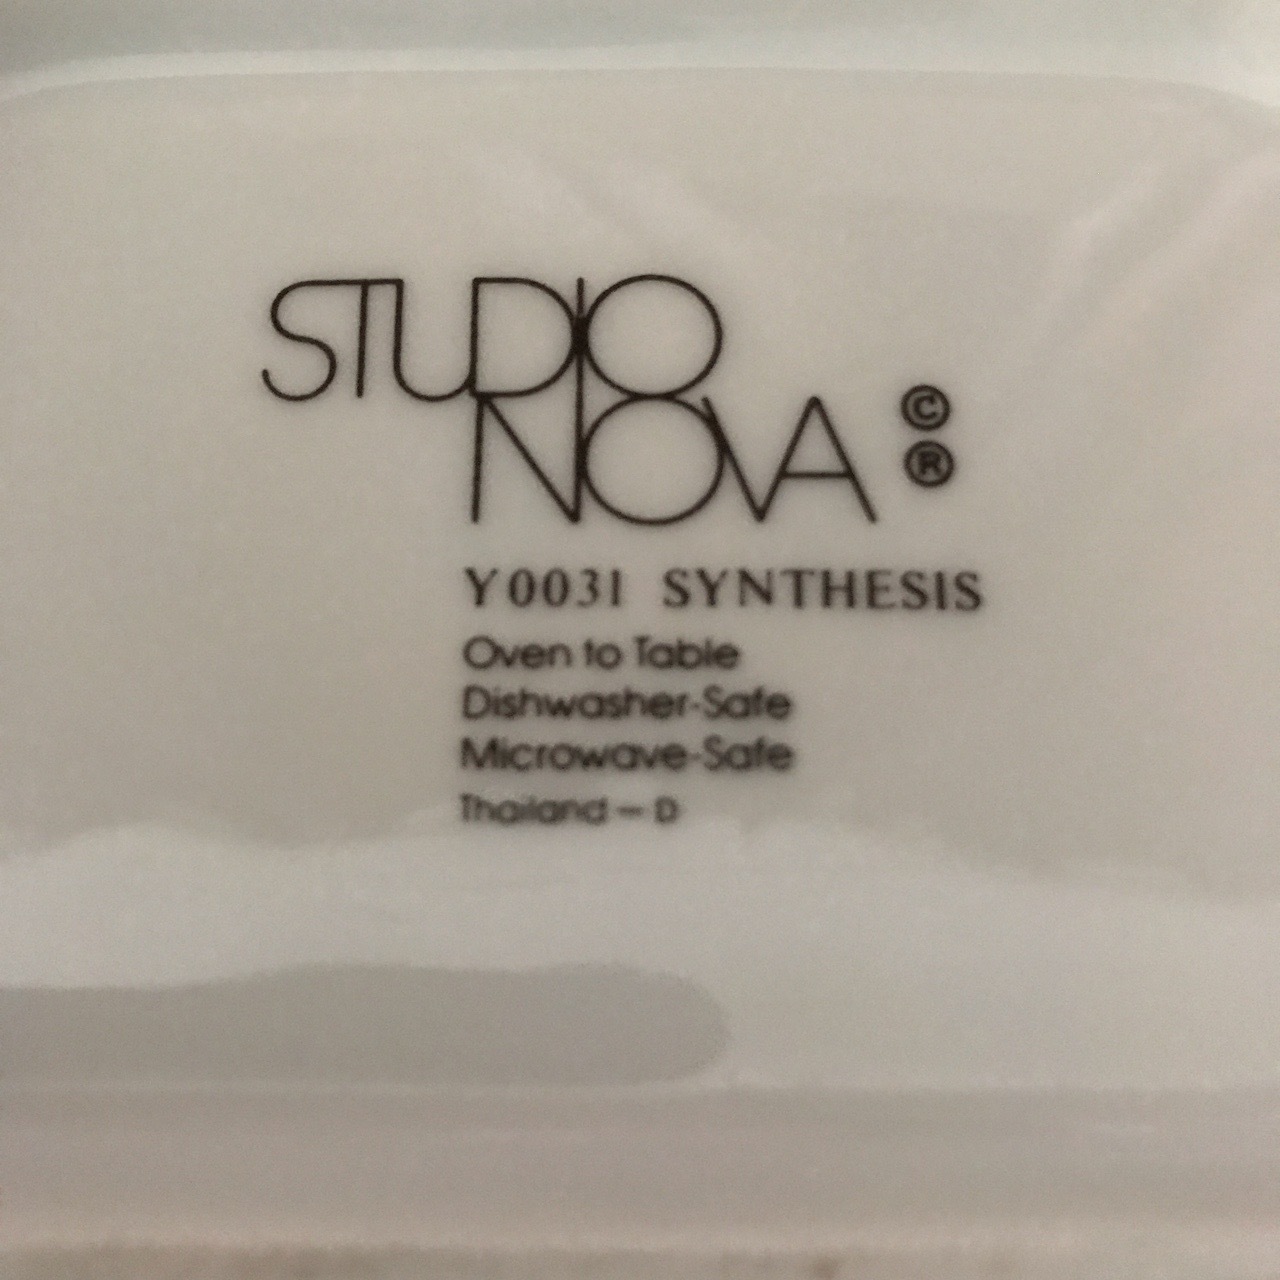 STUDIO
NOVA © ®
Y0031 SYNTHESIS
Oven to Table
Dishwasher-Safe
Microwave-Safe
Thailand — D